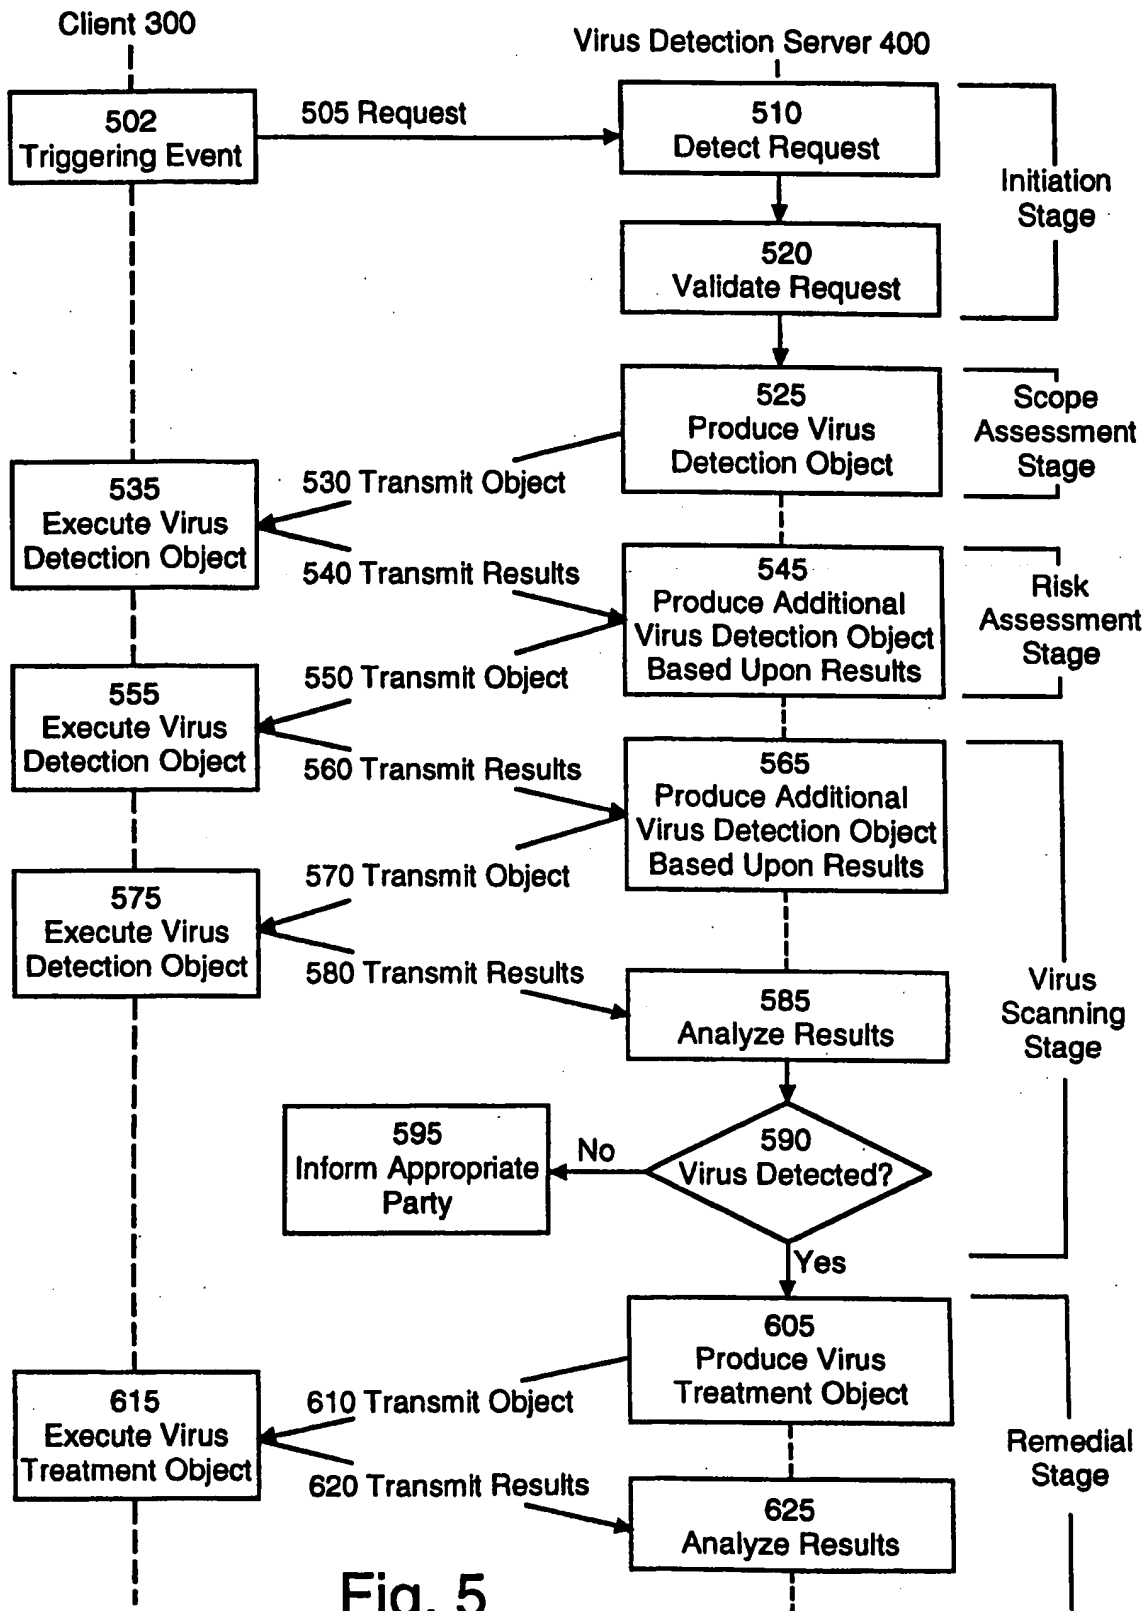 Client 300
Virus Detection Server 400
502
Triggering Event
505 Request
510
Detect Request
Initiation
Stage
520
Validate Request
525
Produce Virus
Detection Object
Scope
Assessment
Stage
530 Transmit Object
535
Execute Virus
Detection Object
540 Transmit Results
545
Produce Additional
Virus Detection Object
Based Upon Results
Risk
Assessment
Stage
550 Transmit Object
555
Execute Virus
Detection Object
560 Transmit Results
565
Produce Additional
Virus Detection Object
Based Upon Results
570 Transmit Object
575
Execute Virus
Detection Object
580 Transmit Results
585
Analyze Results
Virus
Scanning
Stage
590
Virus Detected?
No
595
Inform Appropriate
Party
Yes
605
Produce Virus
Treatment Object
610 Transmit Object
615
Execute Virus
Treatment Object
620 Transmit Results
625
Analyze Results
Remedial
Stage
Fig. 5